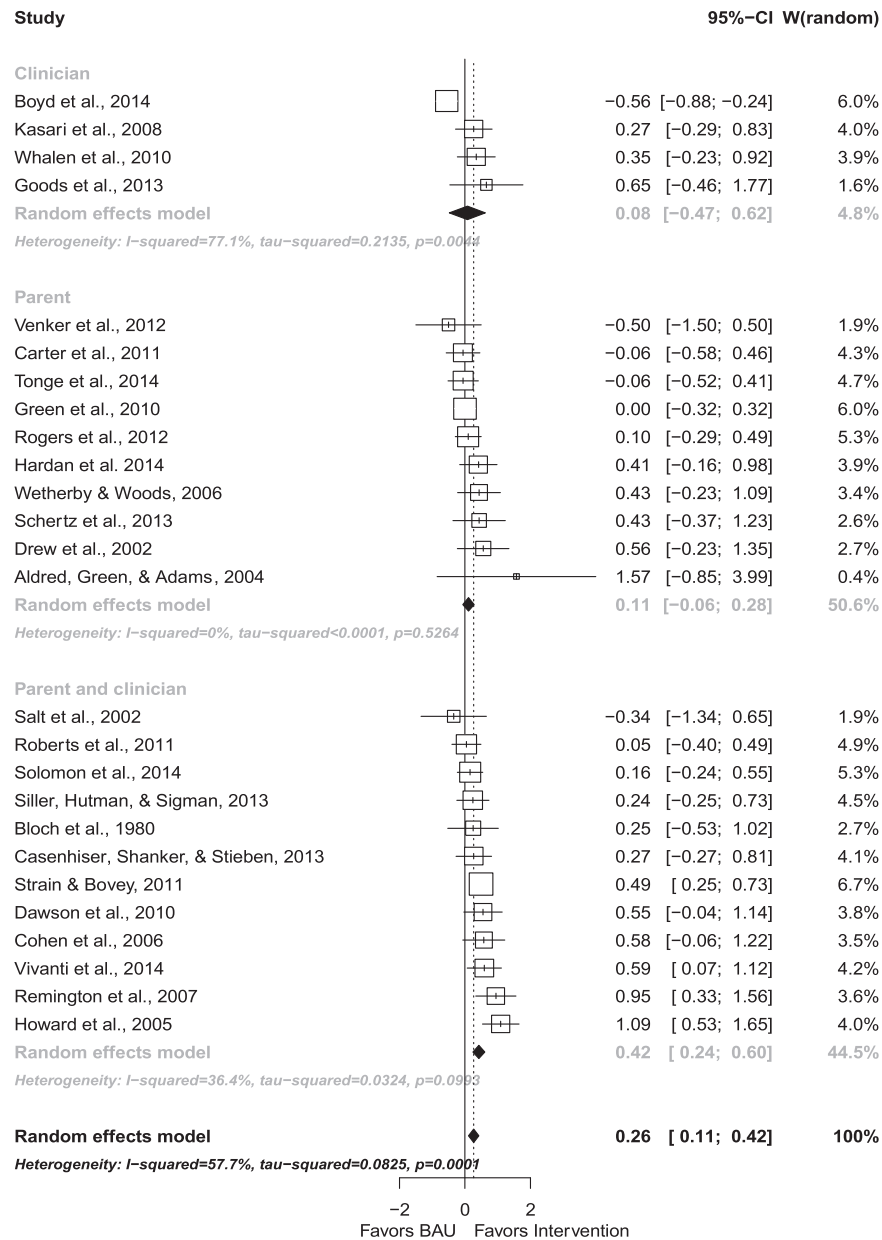 Study 95%−CI W(random)
Clinician
Boyd et al., 2014 −0.56 [−0.88; −0.24] 6.0%
Kasari et al., 2008 0.27 [−0.29; 0.83] 4.0%
Whalen et al., 2010 0.35 [−0.23; 0.92] 3.9%
Goods et al., 2013 0.65 [−0.46; 1.77] 1.6%
Random effects model 0.08 [−0.47; 0.62] 4.8%
Heterogeneity: I−squared=77.1%, tau−squared=0.2135, p=0.0044
Parent
Venker et al., 2012 −0.50 [−1.50; 0.50] 1.9%
Carter et al., 2011 −0.06 [−0.58; 0.46] 4.3%
Tonge et al., 2014 −0.06 [−0.52; 0.41] 4.7%
Green et al., 2010 0.00 [−0.32; 0.32] 6.0%
Rogers et al., 2012 0.10 [−0.29; 0.49] 5.3%
Hardan et al. 2014 0.41 [−0.16; 0.98] 3.9%
Wetherby & Woods, 2006 0.43 [−0.23; 1.09] 3.4%
Schertz et al., 2013 0.43 [−0.37; 1.23] 2.6%
Drew et al., 2002 0.56 [−0.23; 1.35] 2.7%
Aldred, Green, & Adams, 2004 1.57 [−0.85; 3.99] 0.4%
Random effects model 0.11 [−0.06; 0.28] 50.6%
Heterogeneity: I−squared=0%, tau−squared<0.0001, p=0.5264
Parent and clinician
Salt et al., 2002 −0.34 [−1.34; 0.65] 1.9%
Roberts et al., 2011 0.05 [−0.40; 0.49] 4.9%
Solomon et al., 2014 0.16 [−0.24; 0.55] 5.3%
Siller, Hutman, & Sigman, 2013 0.24 [−0.25; 0.73] 4.5%
Bloch et al., 1980 0.25 [−0.53; 1.02] 2.7%
Casenhiser, Shanker, & Stieben, 2013 0.27 [−0.27; 0.81] 4.1%
Strain & Bovey, 2011 0.49 [ 0.25; 0.73] 6.7%
Dawson et al., 2010 0.55 [−0.04; 1.14] 3.8%
Cohen et al., 2006 0.58 [−0.06; 1.22] 3.5%
Vivanti et al., 2014 0.59 [ 0.07; 1.12] 4.2%
Remington et al., 2007 0.95 [ 0.33; 1.56] 3.6%
Howard et al., 2005 1.09 [ 0.53; 1.65] 4.0%
Random effects model 0.42 [ 0.24; 0.60] 44.5%
Heterogeneity: I−squared=36.4%, tau−squared=0.0324, p=0.0993
Random effects model 0.26 [ 0.11; 0.42] 100%
Heterogeneity: I−squared=57.7%, tau−squared=0.0825, p=0.0001
−2 0 2
Favors BAU Favors Intervention